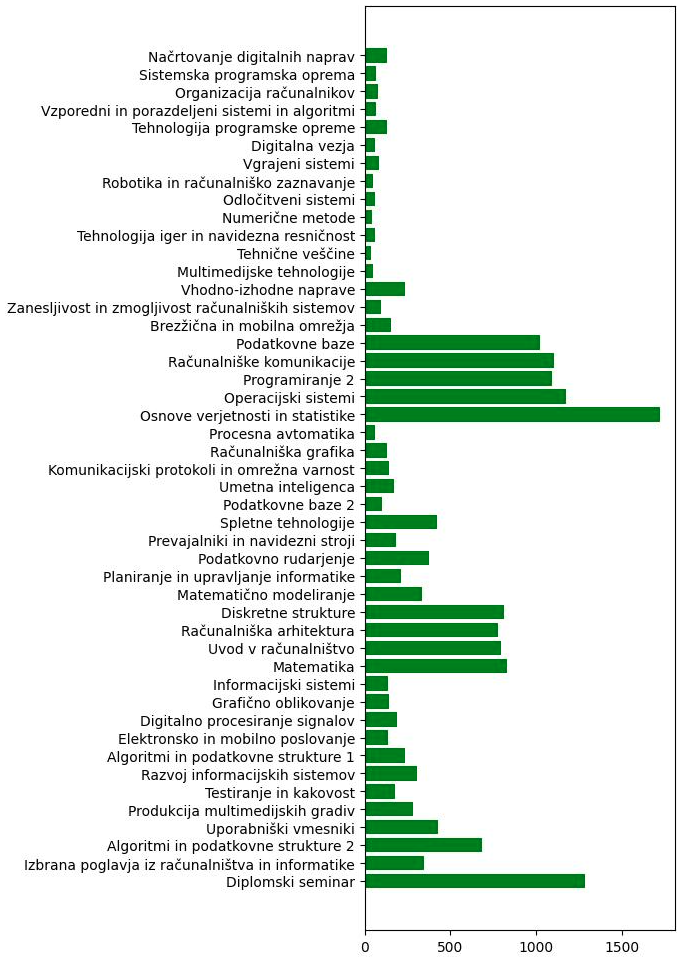 Načrtovanje digitalnih naprav
Sistemska programska oprema
Organizacija računalnikov
Vzporedni in porazdeljeni sistemi in algoritmi
Tehnologija programske opreme
Digitalna vezja
Vgrajeni sistemi
Robotika in računalniško zaznavanje
Odločitveni sistemi
Numerične metode
Tehnologija iger in navidezna resničnost
Tehnične veščine
Multimedijske tehnologije
Vhodno-izhodne naprave
Zanesljivost in zmogljivost računalniških sistemov
Brezžična in mobilna omrežja
Podatkovne baze
Računalniške komunikacije
Programiranje 2
Operacijski sistemi
Osnove verjetnosti in statistike
Procesna avtomatika
Računalniška grafika
Komunikacijski protokoli in omrežna varnost
Umetna inteligenca
Podatkovne baze 2
Spletne tehnologije
Prevajalniki in navidezni stroji
Podatkovno rudarjenje
Planiranje in upravljanje informatike
Matematično modeliranje
Diskretne strukture
Računalniška arhitektura
Uvod v računalništvo
Matematika
Informacijski sistemi
Grafično oblikovanje
Digitalno procesiranje signalov
Elektronsko in mobilno poslovanje
Algoritmi in podatkovne strukture 1
Razvoj informacijskih sistemov
Testiranje in kakovost
Produkcija multimedijskih gradiv
Uporabniški vmesniki
Algoritmi in podatkovne strukture 2
Izbrana poglavja iz računalništva in informatike
Diplomski seminar
0 500 1000 1500